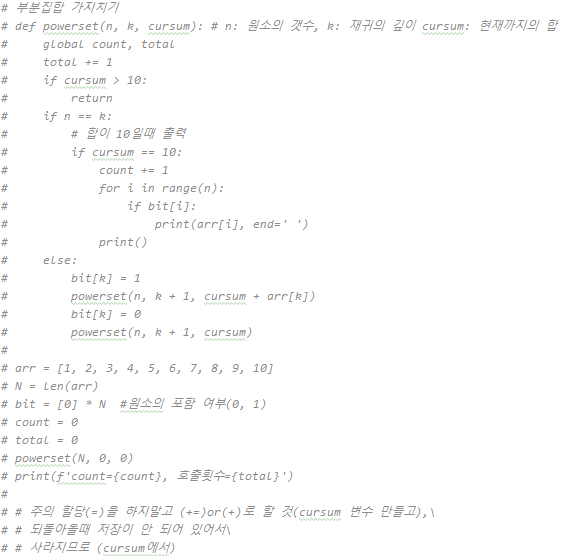 # 부분집합 가지치기
# def powerset(n, k, cursum): # n: 원소의 갯수, k: 재귀의 깊이 cursum: 현재까지의 합
#     global count, total
#     total += 1
#     if cursum > 10:
#         return
#     if n == k:
#         # 합이 10일때 출력
#         if cursum == 10:
#             count += 1
#             for i in range(n):
#                 if bit[i]:
#                     print(arr[i], end=' ')
#             print()
#     else:
#         bit[k] = 1
#         powerset(n, k + 1, cursum + arr[k])
#         bit[k] = 0
#         powerset(n, k + 1, cursum)
#
# arr = [1, 2, 3, 4, 5, 6, 7, 8, 9, 10]
# N = len(arr)
# bit = [0] * N  #원소의 포함 여부(0, 1)
# count = 0
# total = 0
# powerset(N, 0, 0)
# print(f'count={count}, 호출횟수={total}')
#
# # 주의 할당(=)을 하지말고 (+=)or(+)로 할 것(cursum 변수 만들고),\
# # 되돌아올때 저장이 안 되어 있어서\
# # 사라지므로 (cursum에서)